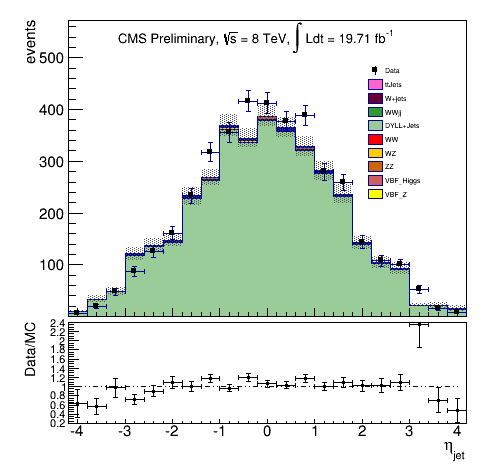 CMS Preliminary, √s = 8 TeV, ∫ Ldt = 19.71 fb⁻¹
events
500
400
300
200
100
Data
ttJets
W+jets
WWjj
DYLL+Jets
WW
WZ
ZZ
VBF_Higgs
VBF_Z
Data/MC
2.4
2.2
2
1.8
1.6
1.4
1.2
1
0.8
0.6
0.4
0.2
-4 -3 -2 -1 0 1 2 3 4
η_jet